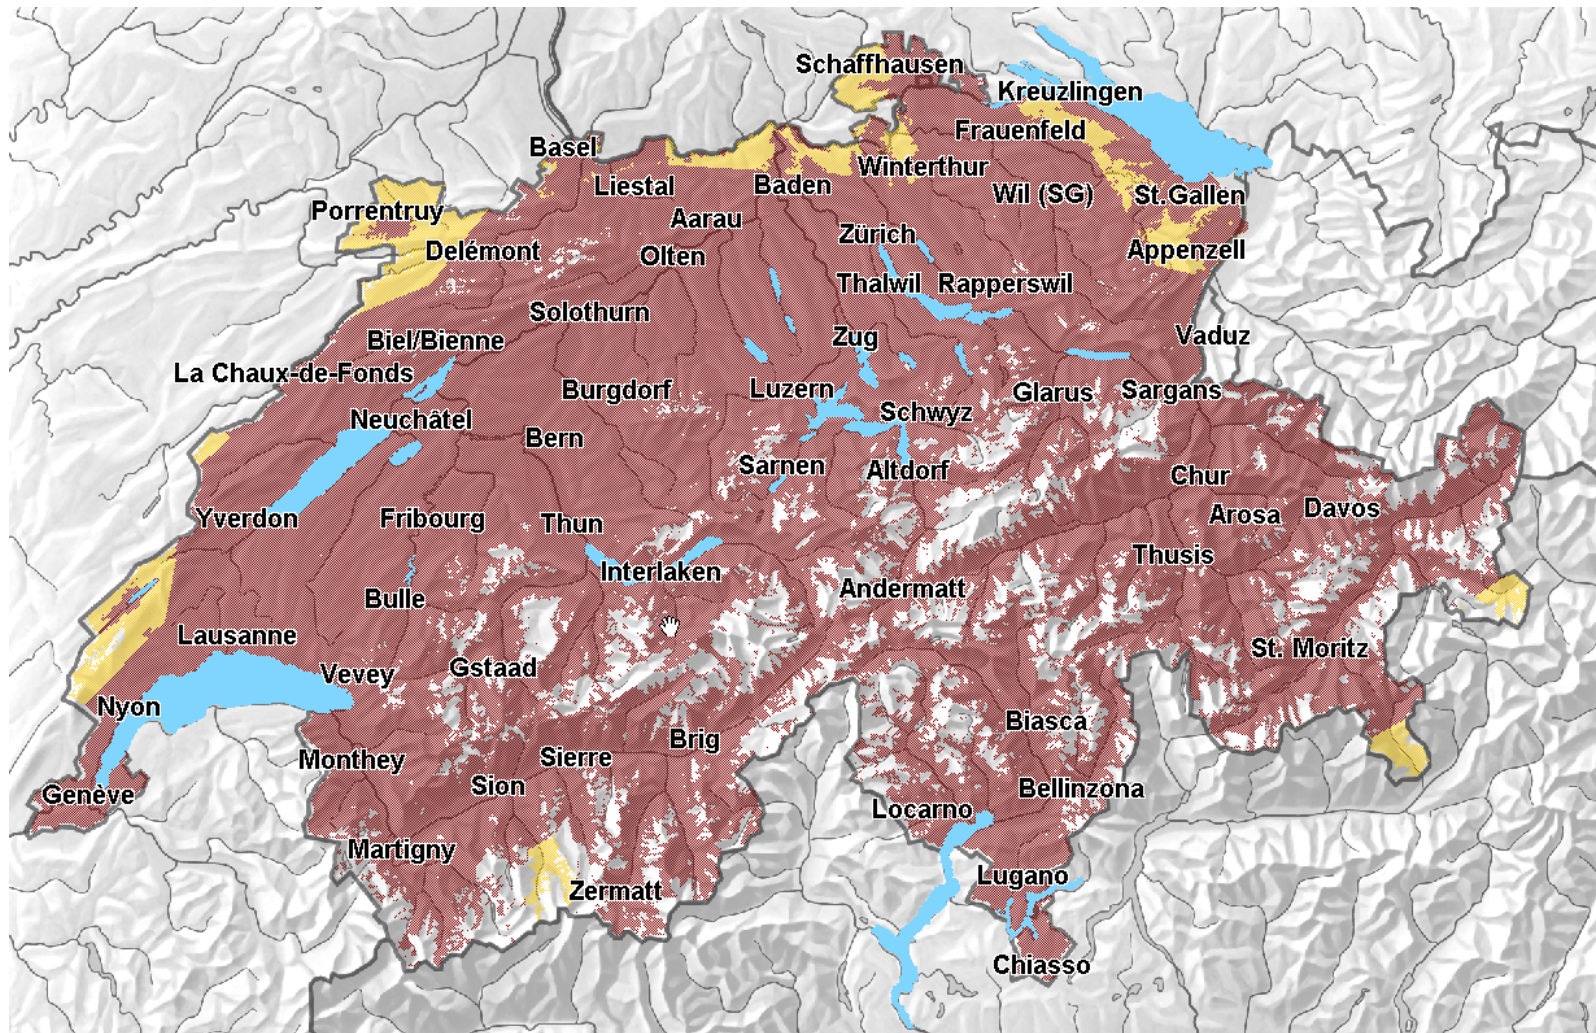 Schaffhausen
Kreuzlingen
Frauenfeld
Basel
Winterthur
Liestal
Baden
Wil (SG)
St.Gallen
Porrentruy
Aarau
Zürich
Delémont
Olten
Appenzell
Thalwil
Rapperswil
Solothurn
Biel/Bienne
Zug
Vaduz
La Chaux-de-Fonds
Burgdorf
Luzern
Glarus
Sargans
Neuchâtel
Schwyz
Bern
Sarnen
Altdorf
Chur
Yverdon
Fribourg
Thun
Arosa
Davos
Thusis
Interlaken
Andermatt
Bulle
Lausanne
St. Moritz
Vevey
Gstaad
Nyon
Biasca
Brig
Monthey
Sierre
Sion
Bellinzona
Genève
Locarno
Martigny
Zermatt
Lugano
Chiasso